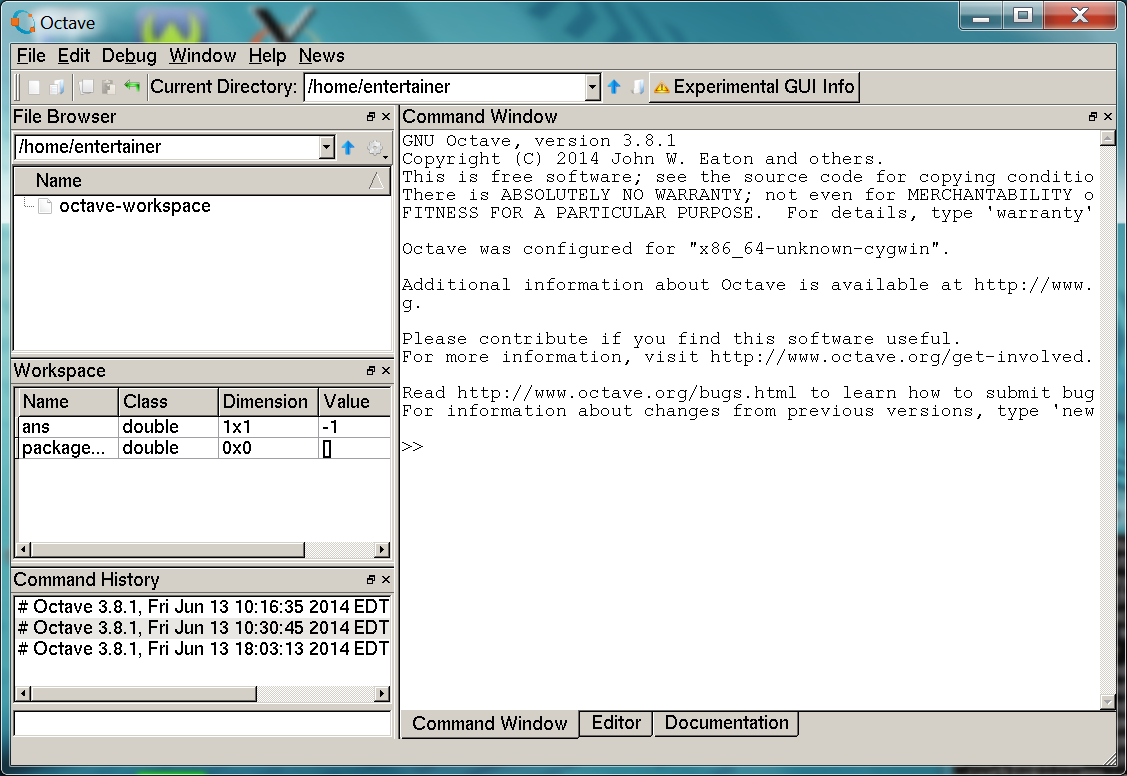 Octave
File Edit Debug Window Help News
Current Directory: /home/entertainer Experimental GUI Info
File Browser
/home/entertainer
Name
octave-workspace
Workspace
Name Class Dimension Value
ans double 1x1 -1
package... double 0x0 []
Command History
# Octave 3.8.1, Fri Jun 13 10:16:35 2014 EDT
# Octave 3.8.1, Fri Jun 13 10:30:45 2014 EDT
# Octave 3.8.1, Fri Jun 13 18:03:13 2014 EDT
Command Window
GNU Octave, version 3.8.1
Copyright (C) 2014 John W. Eaton and others.
This is free software; see the source code for copying conditio
There is ABSOLUTELY NO WARRANTY; not even for MERCHANTABILITY o
FITNESS FOR A PARTICULAR PURPOSE.  For details, type 'warranty'
Octave was configured for "x86_64-unknown-cygwin".
Additional information about Octave is available at http://www.
g.
Please contribute if you find this software useful.
For more information, visit http://www.octave.org/get-involved.
Read http://www.octave.org/bugs.html to learn how to submit bug
For information about changes from previous versions, type 'new
>>
Command Window Editor Documentation